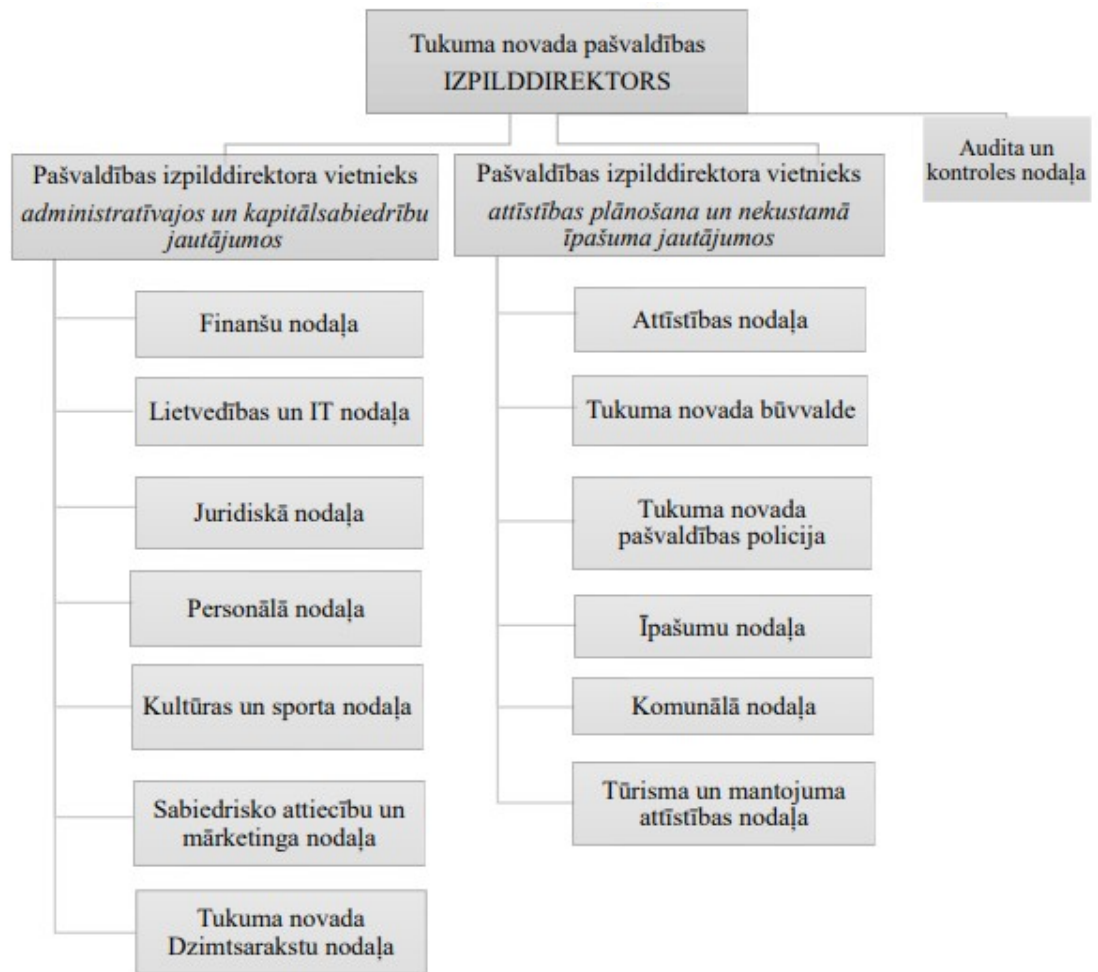 Tukuma novada pašvaldības
IZPILDDIREKTORS
Audita un
kontroles nodaļa
Pašvaldības izpilddirektora vietnieks
administratīvajos un kapitālsabiedrību
jautājumos
Finanšu nodaļa
Lietvedības un IT nodaļa
Juridiskā nodaļa
Personālā nodaļa
Kultūras un sporta nodaļa
Sabiedrisko attiecību un
mārketinga nodaļa
Tukuma novada
Dzimtsarakstu nodaļa
Pašvaldības izpilddirektora vietnieks
attīstības plānošana un nekustamā
īpašuma jautājumos
Attīstības nodaļa
Tukuma novada būvvalde
Tukuma novada
pašvaldības policija
Īpašumu nodaļa
Komunālā nodaļa
Tūrisma un mantojuma
attīstības nodaļa